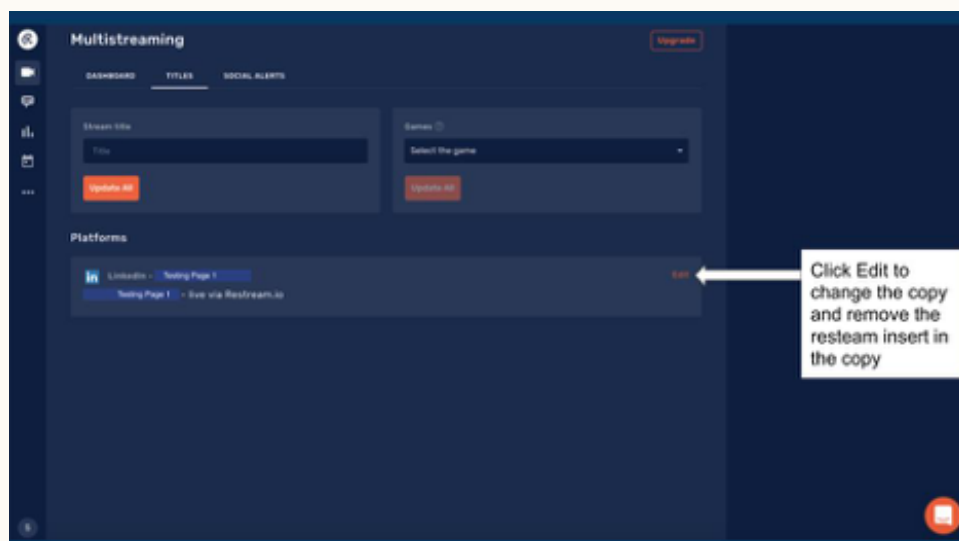 Multistreaming
Upgrade
DASHBOARD TITLES SOCIAL ALERTS
Stream title
Title
Update All
Games
Select the game
Update All
Platforms
LinkedIn - Testing Page 1
Edit
Testing Page 1 - live via Restream.io
Click Edit to
change the copy
and remove the
resteam insert in
the copy
S